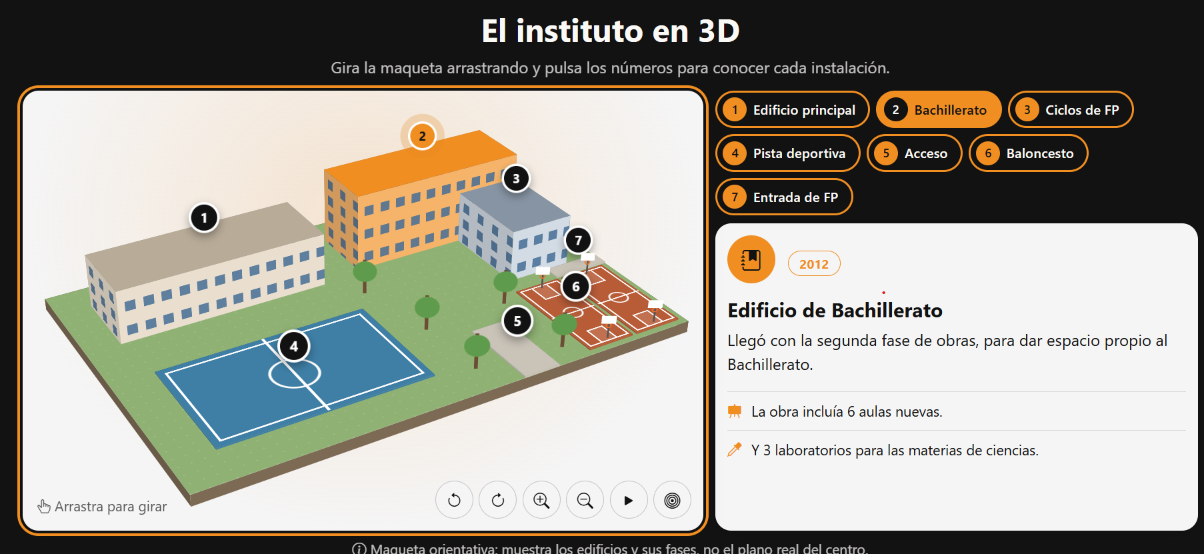 El instituto en 3D
Gira la maqueta arrastrando y pulsa los números para conocer cada instalación.
1
2
3
4
5
6
7
Arrastra para girar
1 Edificio principal
2 Bachillerato
3 Ciclos de FP
4 Pista deportiva
5 Acceso
6 Baloncesto
7 Entrada de FP
2012
Edificio de Bachillerato
Llegó con la segunda fase de obras, para dar espacio propio al
Bachillerato.
La obra incluía 6 aulas nuevas.
Y 3 laboratorios para las materias de ciencias.
Maqueta orientativa: muestra los edificios y sus fases, no el plano real del centro.